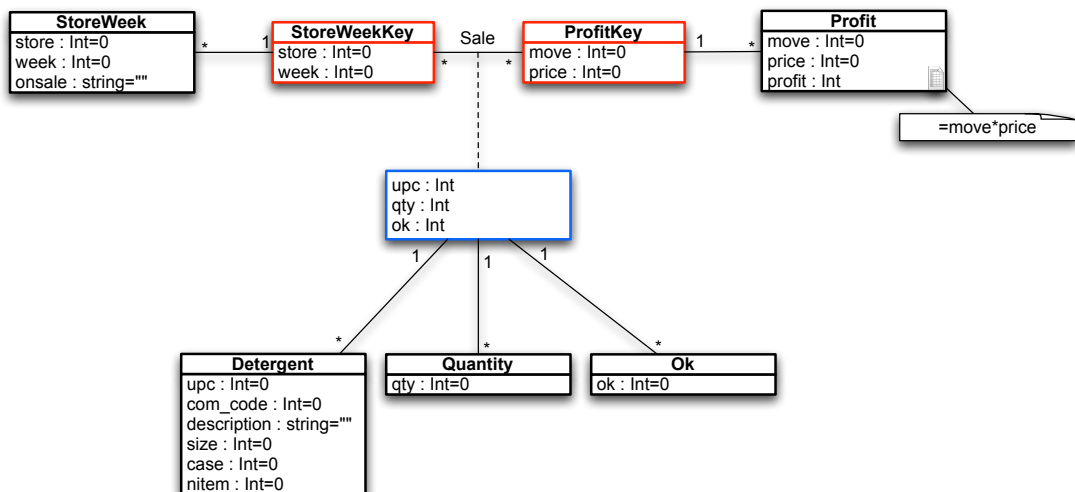 StoreWeek
store : Int=0
week : Int=0
onsale : string=""
*
1
StoreWeekKey
store : Int=0
week : Int=0
*
Sale
*
ProfitKey
move : Int=0
price : Int=0
1
*
Profit
move : Int=0
price : Int=0
profit : Int
=move*price
upc : Int
qty : Int
ok : Int
1
1
1
*
*
*
Detergent
upc : Int=0
com_code : Int=0
description : string=""
size : Int=0
case : Int=0
nitem : Int=0
Quantity
qty : Int=0
Ok
ok : Int=0